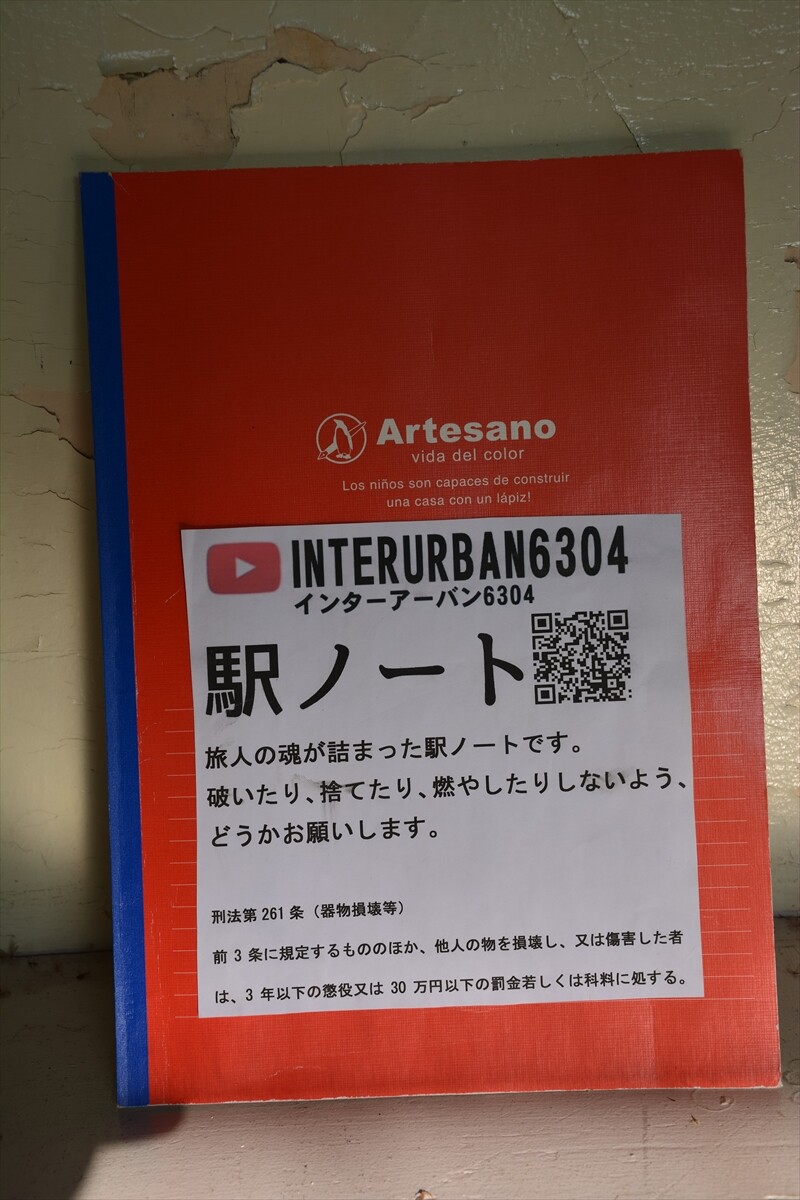 Artesano
vida del color
Los niños son capaces de construir
una casa con un lápiz!
INTERURBAN6304
インターアーバン6304
駅ノート
旅人の魂が詰まった駅ノートです。
破いたり、捨てたり、燃やしたりしないよう、
どうかお願いします。
刑法第 261 条（器物損壊等）
前 3 条に規定するもののほか、他人の物を損壊し、又は傷害した者
は、3 年以下の懲役又は 30 万円以下の罰金若しくは科料に処する。